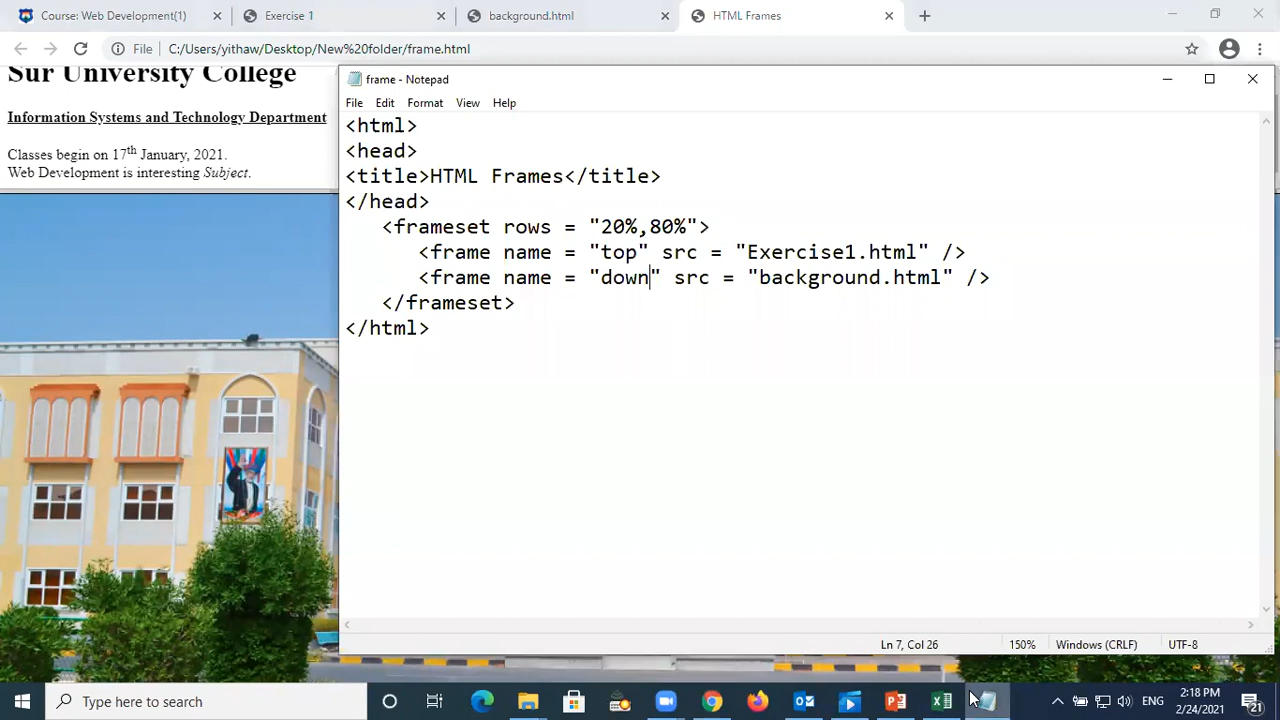 Course: Web Development(1)
Exercise 1
background.html
HTML Frames
File
C:/Users/yithaw/Desktop/New%20folder/frame.html
Sur University College
Information Systems and Technology Department
Classes begin on 17th January, 2021.
Web Development is interesting Subject.
frame - Notepad
File Edit Format View Help
<html>
<head>
<title>HTML Frames</title>
</head>
<frameset rows = "20%,80%">
<frame name = "top" src = "Exercise1.html" />
<frame name = "down" src = "background.html" />
</frameset>
</html>
Ln 7, Col 26
150%
Windows (CRLF)
UTF-8
Type here to search
ENG
2:18 PM
2/24/2021
21